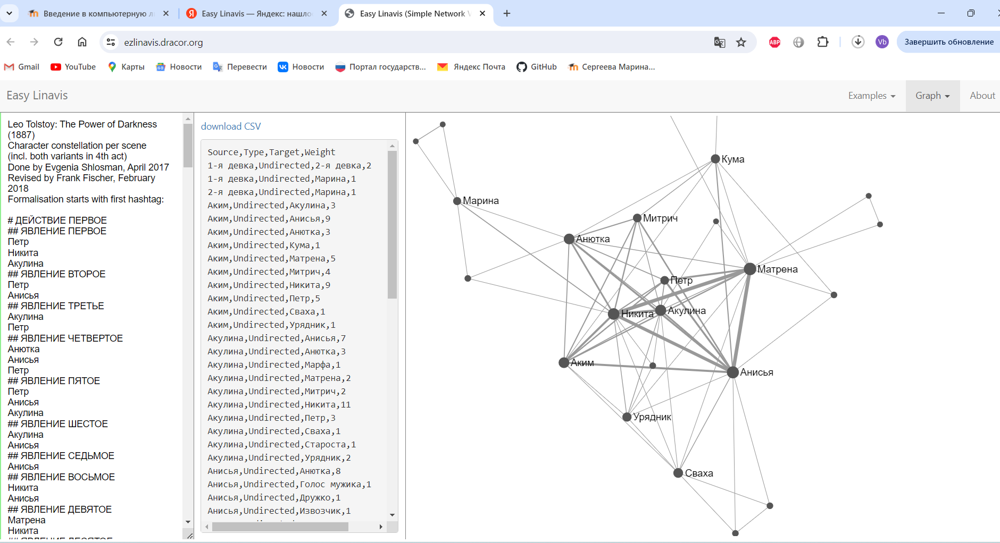 Введение в компьютерную л
Easy Linavis — Яндекс: нашло
Easy Linavis (Simple Network V
ezlinavis.dracor.org
ABP
Vb
Завершить обновление
Gmail
YouTube
Карты
Новости
Перевести
Новости
Портал государств...
Яндекс Почта
GitHub
Сергеева Марина...
Easy Linavis
Examples
Graph
About
Leo Tolstoy: The Power of Darkness
(1887)
Character constellation per scene
(incl. both variants in 4th act)
Done by Evgenia Shlosman, April 2017
Revised by Frank Fischer, February
2018
Formalisation starts with first hashtag:
# ДЕЙСТВИЕ ПЕРВОЕ
## ЯВЛЕНИЕ ПЕРВОЕ
Петр
Никита
Акулина
## ЯВЛЕНИЕ ВТОРОЕ
Петр
Анисья
## ЯВЛЕНИЕ ТРЕТЬЕ
Акулина
Петр
## ЯВЛЕНИЕ ЧЕТВЕРТОЕ
Анютка
Анисья
Петр
## ЯВЛЕНИЕ ПЯТОЕ
Петр
Анисья
Акулина
## ЯВЛЕНИЕ ШЕСТОЕ
Акулина
Анисья
## ЯВЛЕНИЕ СЕДЬМОЕ
Анисья
## ЯВЛЕНИЕ ВОСЬМОЕ
Никита
Анисья
## ЯВЛЕНИЕ ДЕВЯТОЕ
Матрена
Никита
download CSV
Source,Type,Target,Weight
1-я девка,Undirected,2-я девка,2
1-я девка,Undirected,Марина,1
2-я девка,Undirected,Марина,1
Аким,Undirected,Акулина,3
Аким,Undirected,Анисья,9
Аким,Undirected,Анютка,3
Аким,Undirected,Кума,1
Аким,Undirected,Матрена,5
Аким,Undirected,Митрич,4
Аким,Undirected,Никита,9
Аким,Undirected,Петр,5
Аким,Undirected,Сваха,1
Аким,Undirected,Урядник,1
Акулина,Undirected,Анисья,7
Акулина,Undirected,Анютка,3
Акулина,Undirected,Марфа,1
Акулина,Undirected,Матрена,2
Акулина,Undirected,Митрич,2
Акулина,Undirected,Никита,11
Акулина,Undirected,Петр,3
Акулина,Undirected,Сваха,1
Акулина,Undirected,Староста,1
Акулина,Undirected,Урядник,2
Анисья,Undirected,Анютка,8
Анисья,Undirected,Голос мужика,1
Анисья,Undirected,Дружко,1
Анисья,Undirected,Извозчик,1
Кума
Марина
Митрич
Анютка
Матрена
Петр
Никита
Акулина
Аким
Анисья
Урядник
Сваха